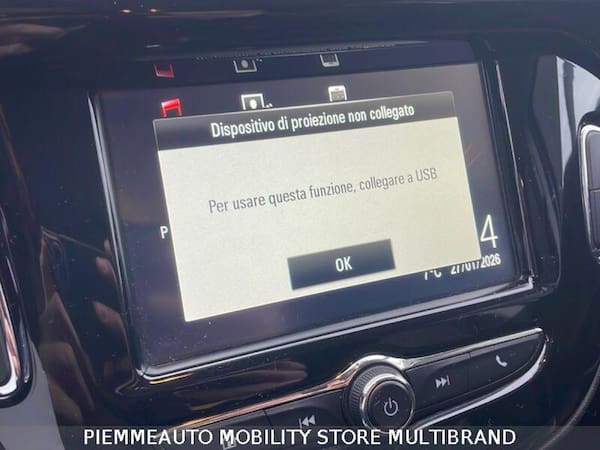 Dispositivo di proiezione non collegato
Per usare questa funzione, collegare a USB
P
4
OK
°C 27/01/2026
PIEMMEAUTO MOBILITY STORE MULTIBRAND